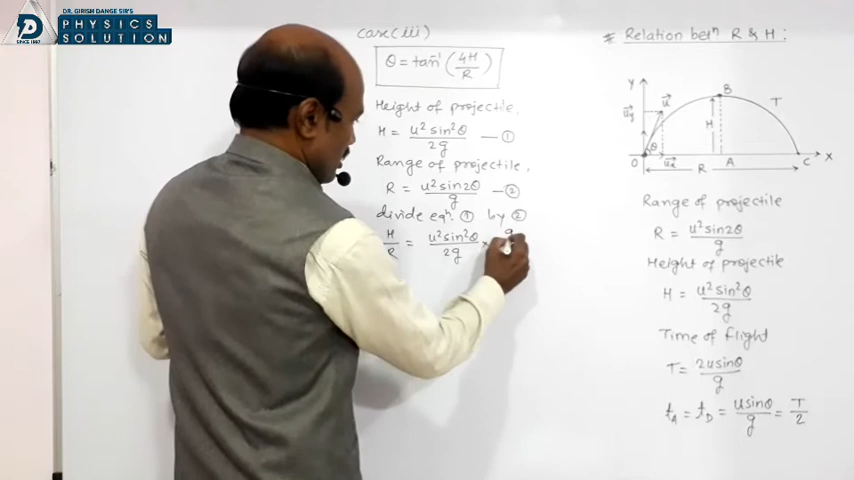 DR. GIRISH DANGE SIR'S
PHYSICS
SOLUTION
SINCE 1997
case (iii)
θ = tan⁻¹ (4H/R)
Height of projectile.
H = u² sin²θ / 2g — ①
Range of projectile,
R = u² sin2θ / g — ②
divide eqⁿ. ① by ②
H/R = u² sin²θ / 2g × g
* Relation betⁿ R & H :
Y
B
u⃗
T
u⃗y
H
θ
O
u⃗x
A
C
X
R
Range of projectile
R = u² sin2θ / g
Height of projectile
H = u² sin²θ / 2g
Time of flight
T = 2u sinθ / g
tA = tD = u sinθ / g = T / 2